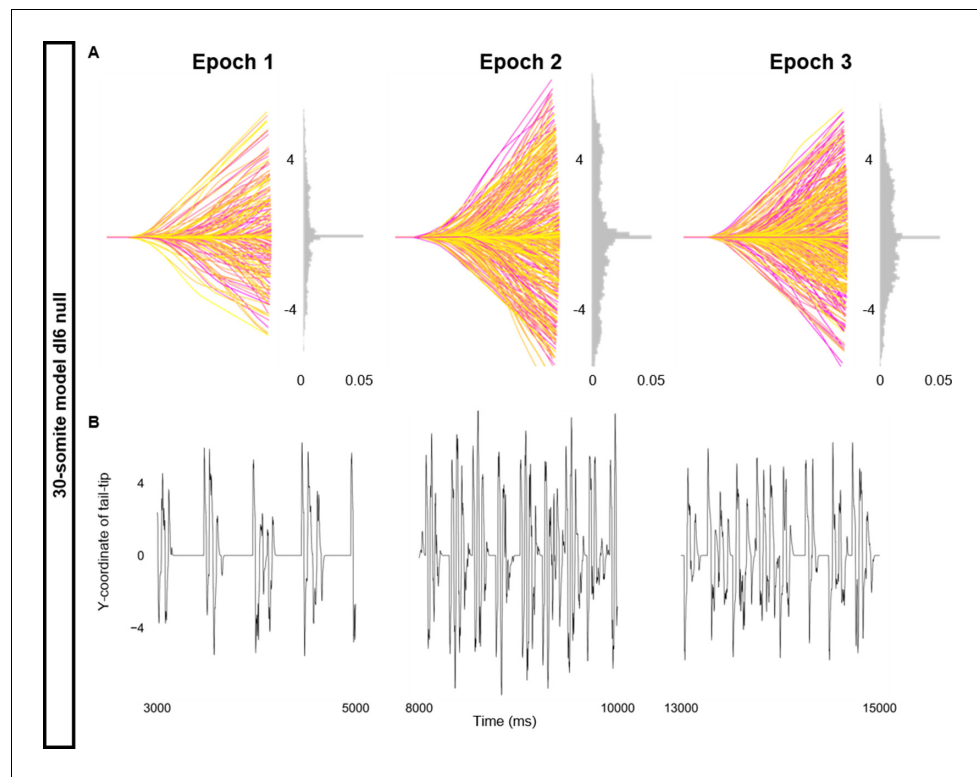 30-somite model dI6 null
A
Epoch 1
Epoch 2
Epoch 3
4
-4
0
0.05
4
-4
0
0.05
4
-4
0
0.05
B
Y-coordinate of tail-tip
4
0
−4
3000
5000
8000
10000
13000
15000
Time (ms)